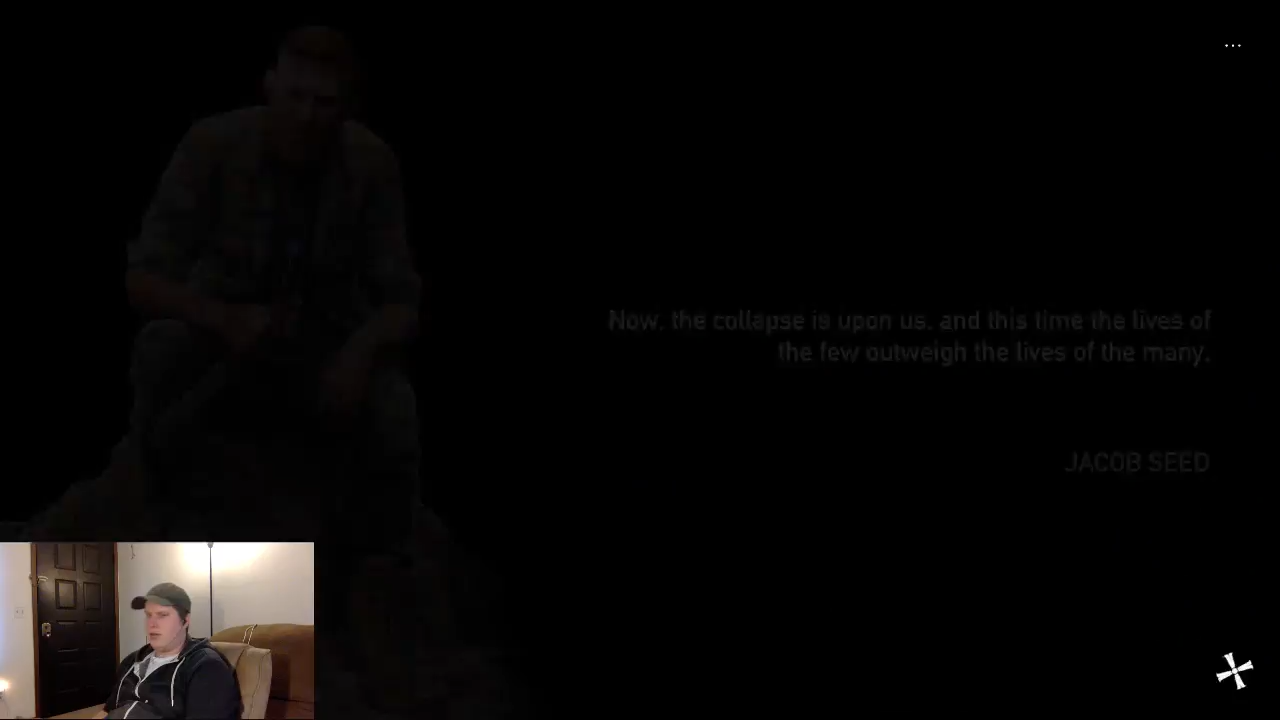 Now, the collapse is upon us, and this time the lives of
the few outweigh the lives of the many.
JACOB SEED